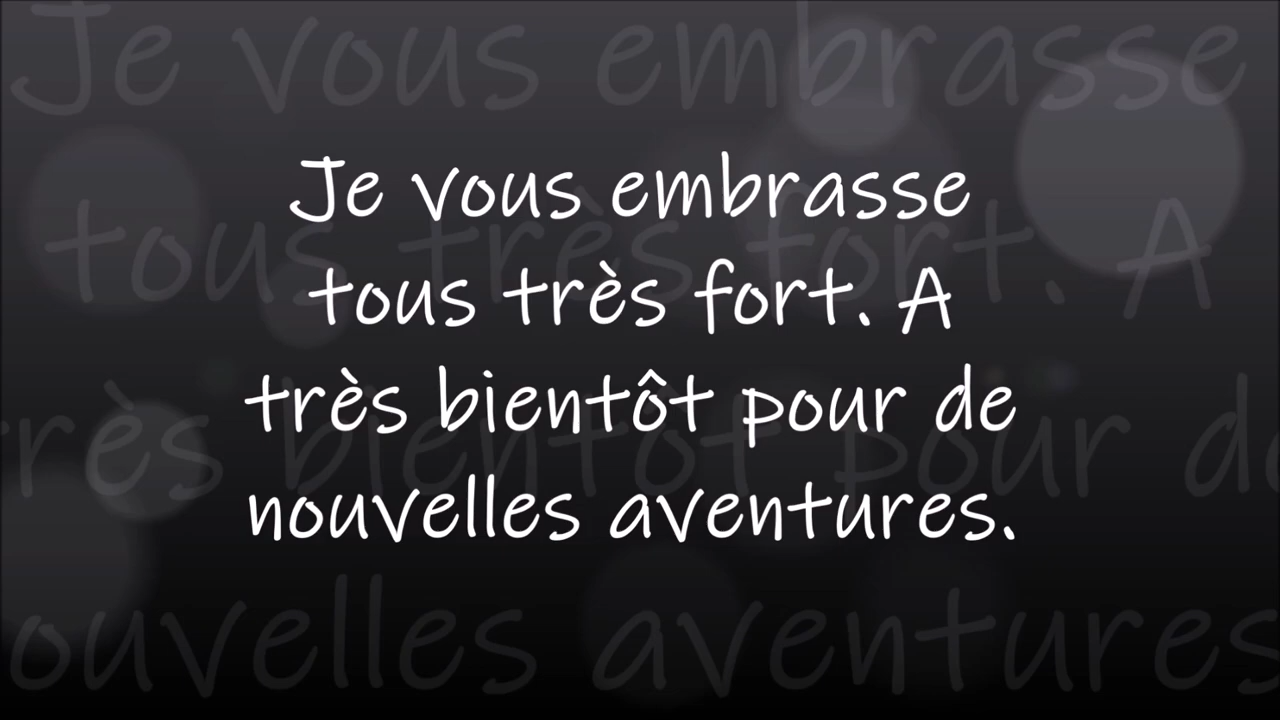 Je vous embrasse
tous très fort. A
très bientôt pour de
nouvelles aventures.